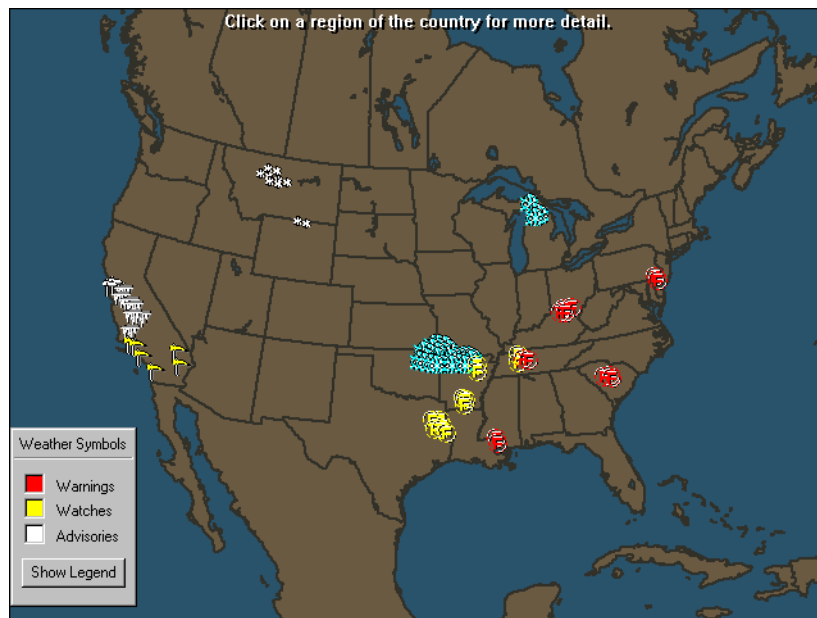 Click on a region of the country for more detail.
Weather Symbols
Warnings
Watches
Advisories
Show Legend